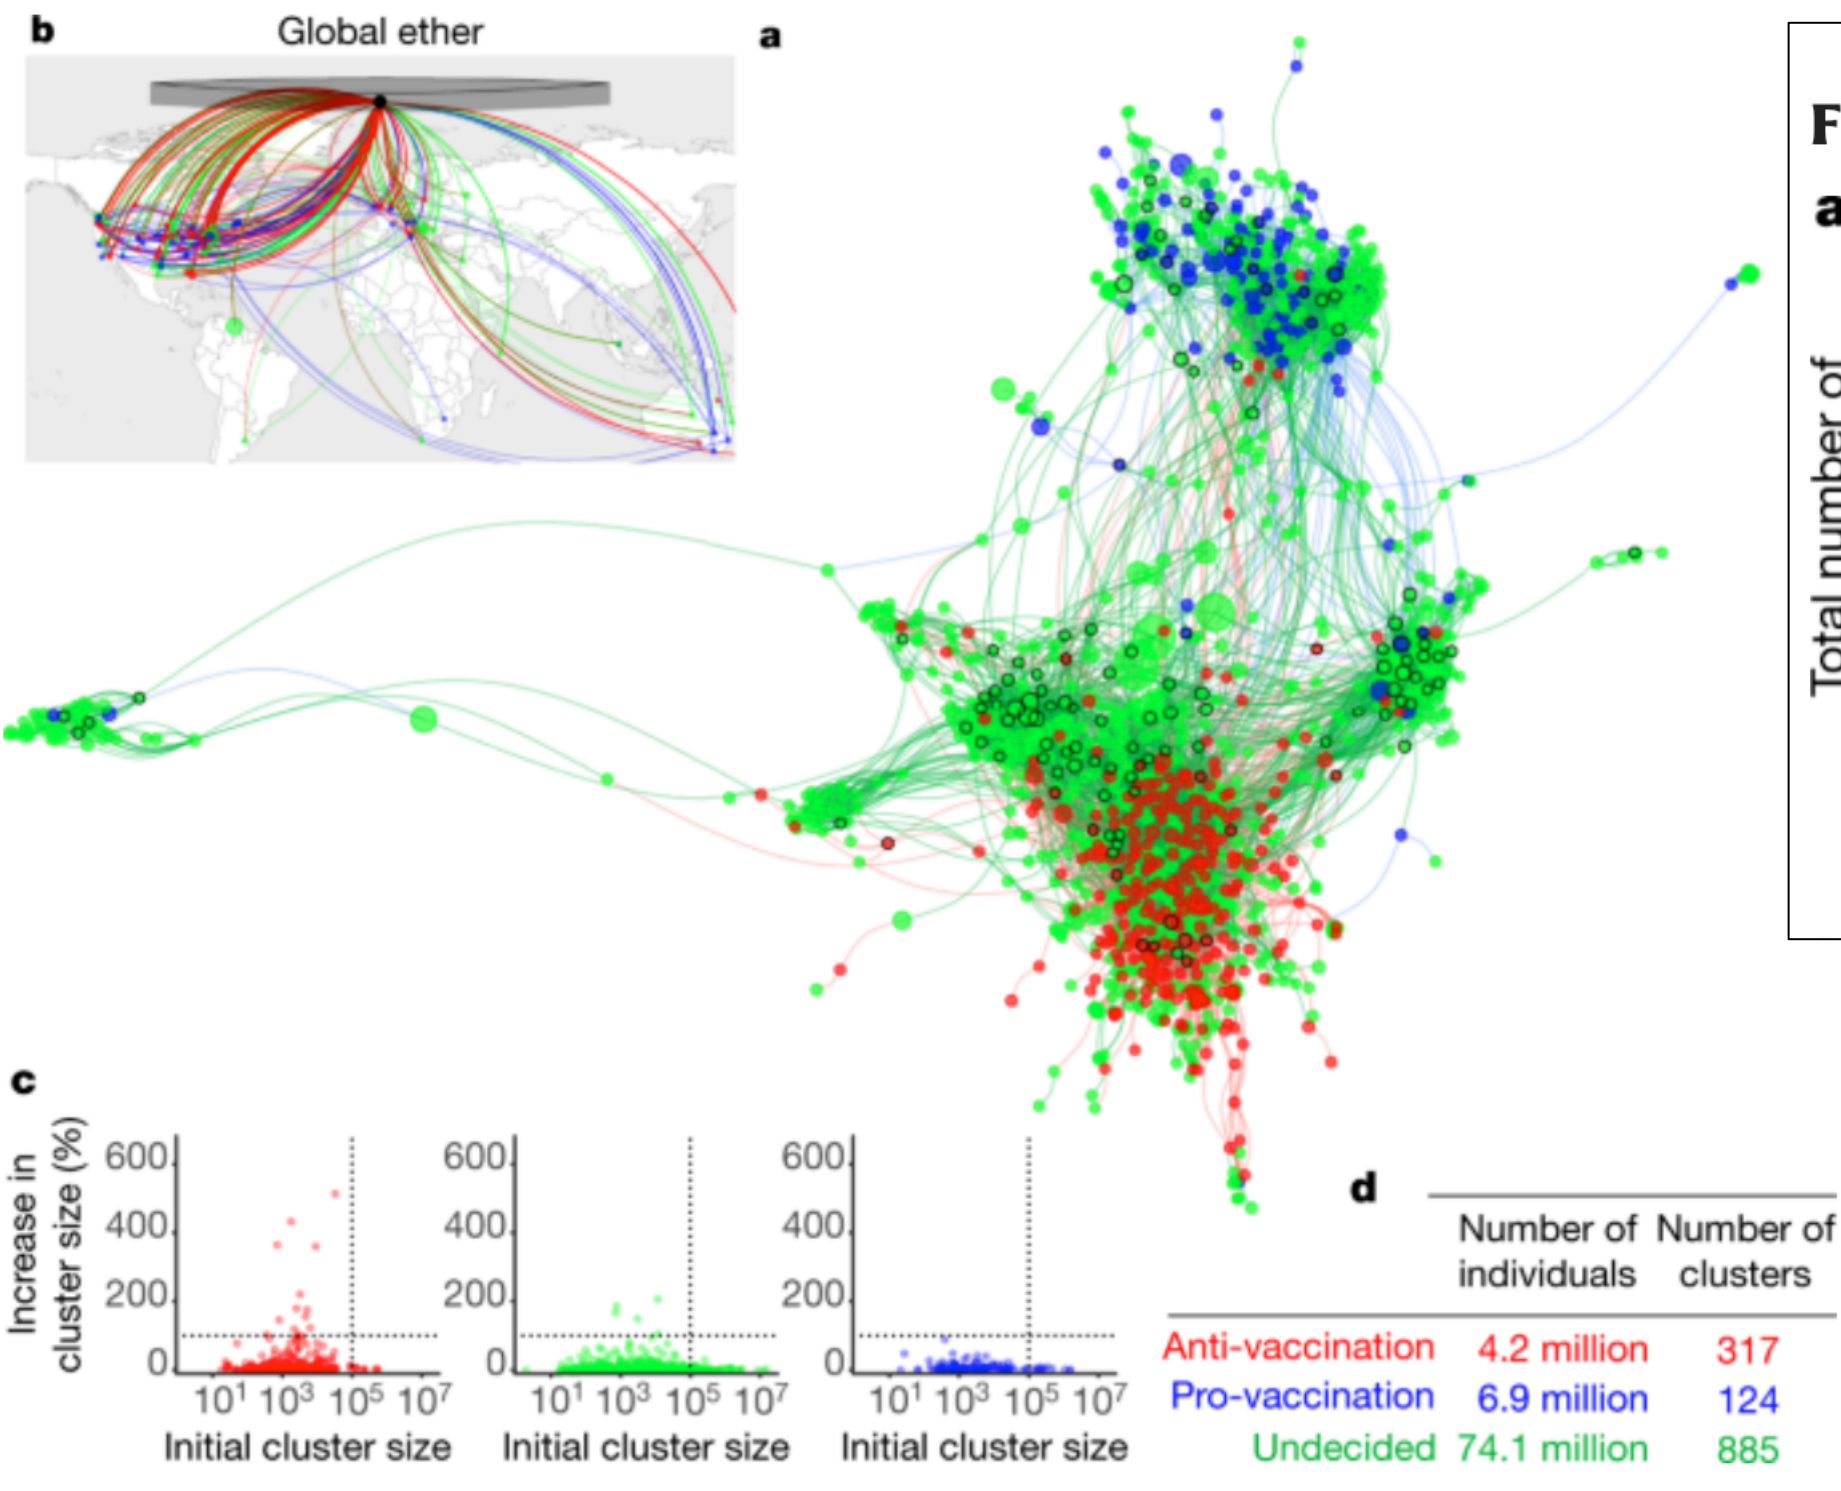 b
Global ether
a
F
a
Total number of
c
Increase in
cluster size (%)
600
400
200
0
10¹ 10³ 10⁵ 10⁷
Initial cluster size
600
400
200
0
10¹ 10³ 10⁵ 10⁷
Initial cluster size
600
400
200
0
10¹ 10³ 10⁵ 10⁷
Initial cluster size
d
Number of Number of
individuals clusters
Anti-vaccination 4.2 million 317
Pro-vaccination 6.9 million 124
Undecided 74.1 million 885